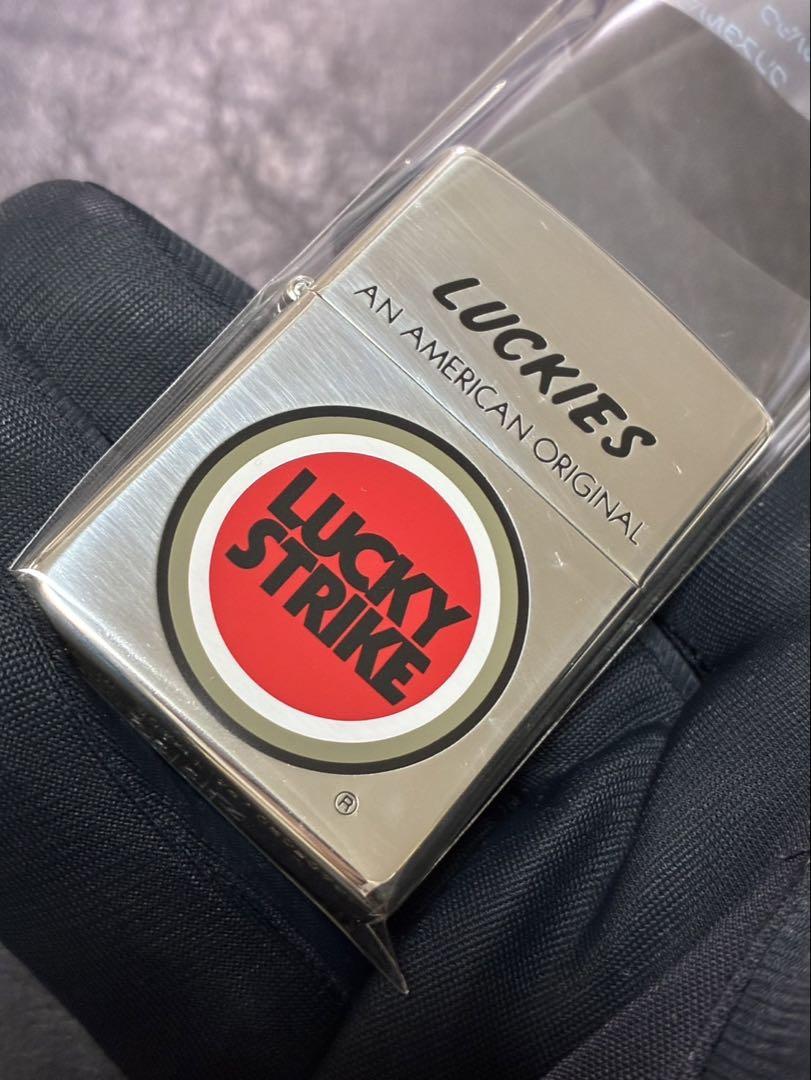 LUCKIES
AN AMERICAN ORIGINAL
LUCKY
STRIKE
®